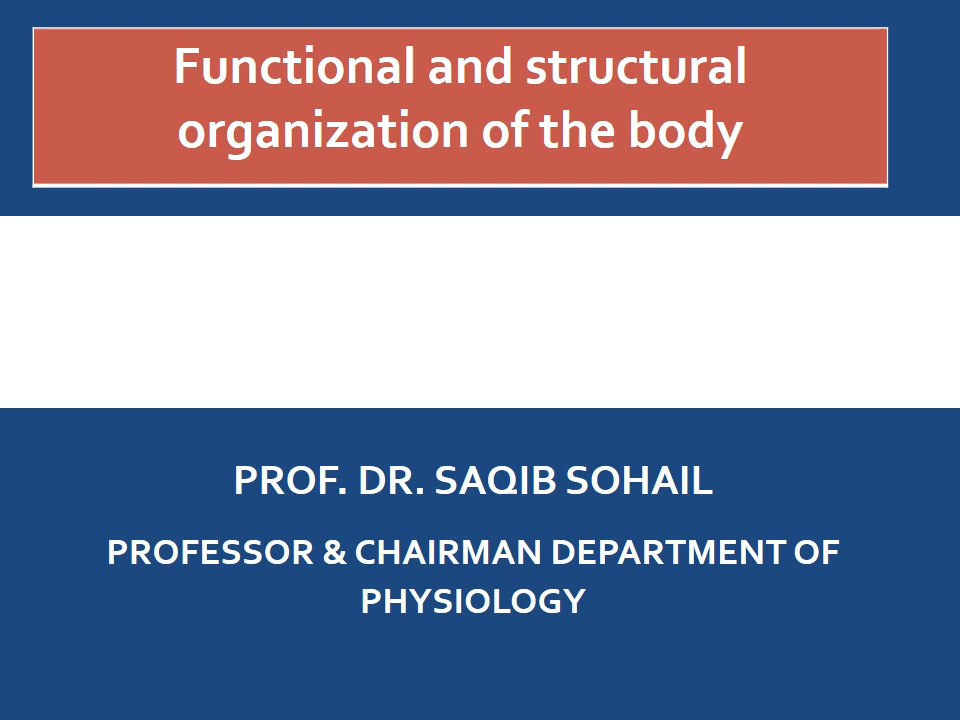 Functional and structural
organization of the body
PROF. DR. SAQIB SOHAIL
PROFESSOR & CHAIRMAN DEPARTMENT OF
PHYSIOLOGY